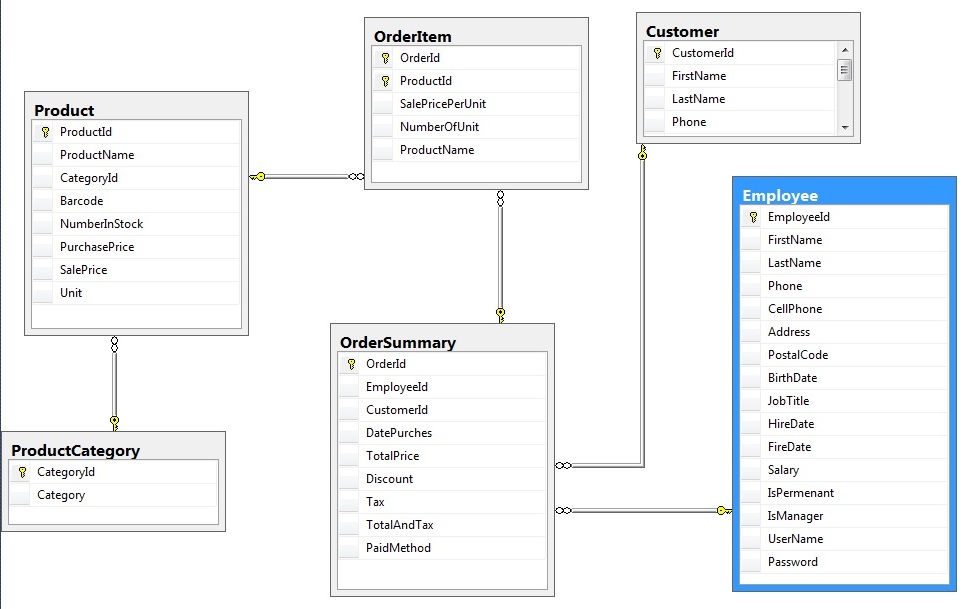 Product
ProductId
ProductName
CategoryId
Barcode
NumberInStock
PurchasePrice
SalePrice
Unit
OrderItem
OrderId
ProductId
SalePricePerUnit
NumberOfUnit
ProductName
Customer
CustomerId
FirstName
LastName
Phone
Employee
EmployeeId
FirstName
LastName
Phone
CellPhone
Address
PostalCode
BirthDate
JobTitle
HireDate
FireDate
Salary
IsPermenant
IsManager
UserName
Password
OrderSummary
OrderId
EmployeeId
CustomerId
DatePurches
TotalPrice
Discount
Tax
TotalAndTax
PaidMethod
ProductCategory
CategoryId
Category